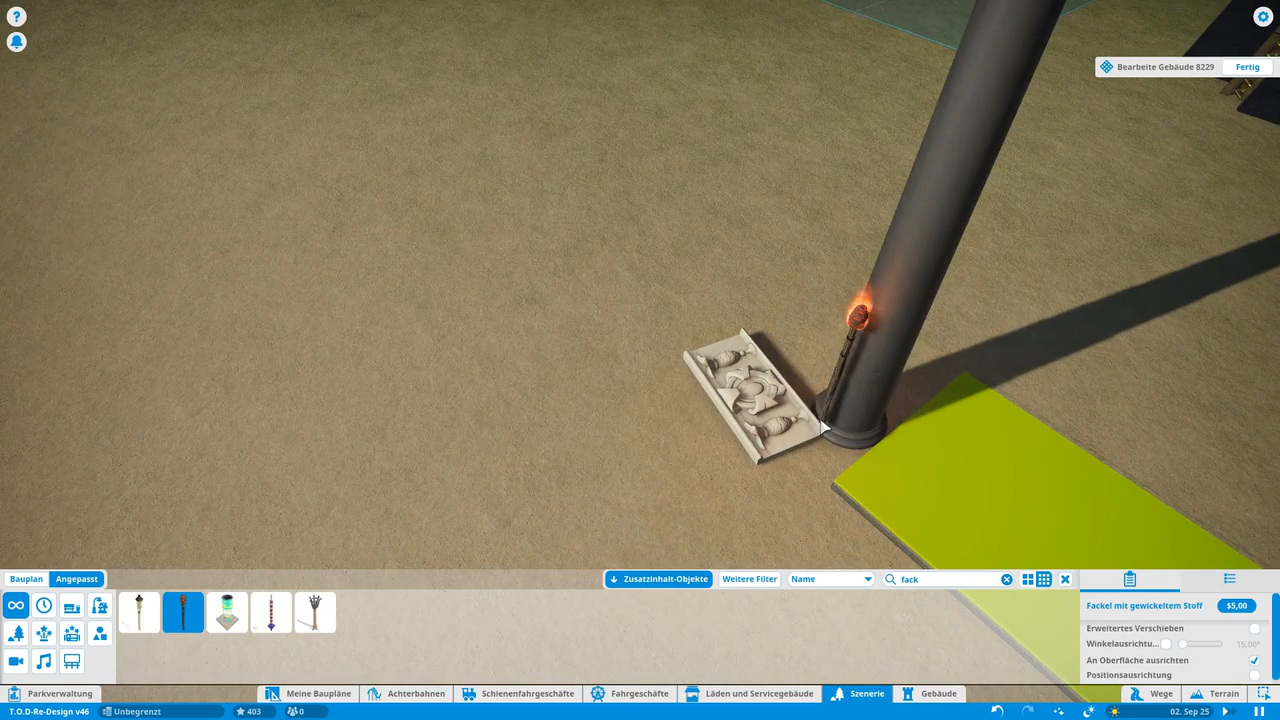 ?
Bearbeite Gebäude 8229 Fertig
Bauplan Angepasst Zusatzinhalt-Objekte Weitere Filter Name fack
Fackel mit gewickeltem Stoff $5,00
Erweitertes Verschieben
Winkelausrichtu... 15,00°
An Oberfläche ausrichten
Positionsausrichtung
Parkverwaltung Meine Baupläne Achterbahnen Schienenfahrgeschäfte Fahrgeschäfte Läden und Servicegebäude Szenerie Gebäude Wege Terrain
T.O.D-Re-Design v46 Unbegrenzt 403 0 02. Sep 25